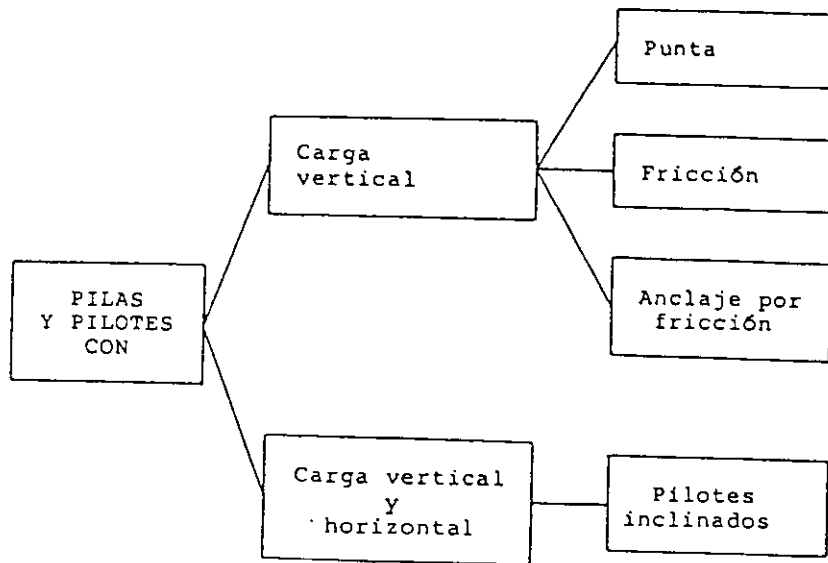 Punta
Carga
vertical
Fricción
PILAS
Y PILOTES
CON
Anclaje por
fricción
Carga vertical
y
horizontal
Pilotes
inclinados